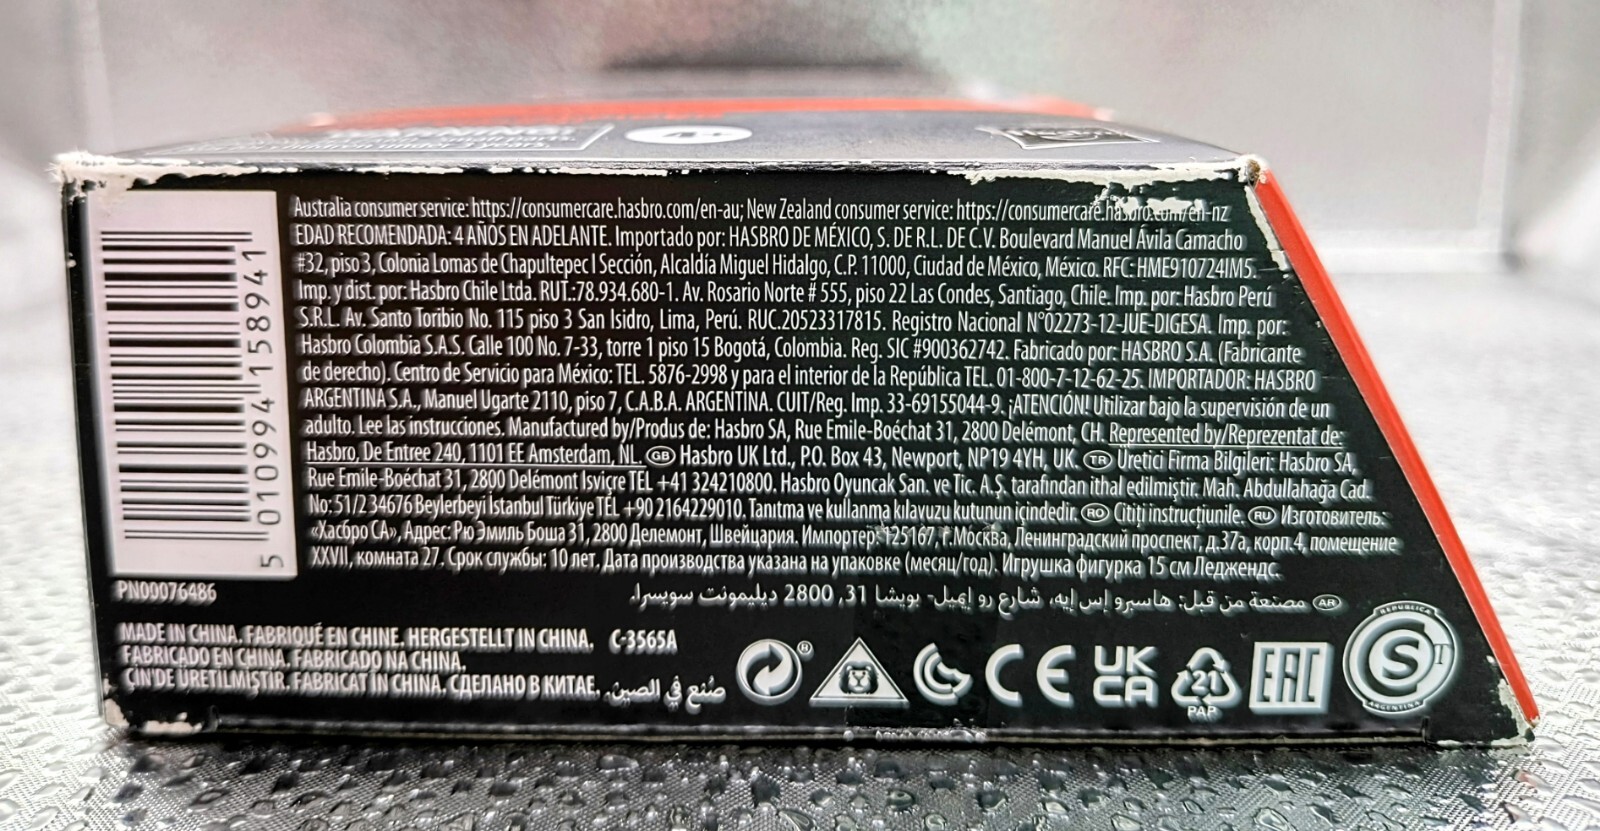 WARNING:
4+
Hasbro
Australia consumer service: https://consumercare.hasbro.com/en-au; New Zealand consumer service: https://consumercare.hasbro.com/en-nz
EDAD RECOMENDADA: 4 AÑOS EN ADELANTE. Importado por: HASBRO DE MÉXICO, S. DE R.L. DE C.V. Boulevard Manuel Ávila Camacho
#32, piso 3, Colonia Lomas de Chapultepec I Sección, Alcaldía Miguel Hidalgo, C.P. 11000, Ciudad de México, México. RFC: HME910724IM5.
Imp. y dist. por: Hasbro Chile Ltda. RUT.:78.934.680-1. Av. Rosario Norte # 555, piso 22 Las Condes, Santiago, Chile. Imp. por: Hasbro Perú
S.R.L. Av. Santo Toribio No. 115 piso 3 San Isidro, Lima, Perú. RUC.20523317815. Registro Nacional N°02273-12-JUE-DIGESA. Imp. por:
Hasbro Colombia S.A.S. Calle 100 No. 7-33, torre 1 piso 15 Bogotá, Colombia. Reg. SIC #900362742. Fabricado por: HASBRO S.A. (Fabricante
de derecho). Centro de Servicio para México: TEL. 5876-2998 y para el interior de la República TEL. 01-800-7-12-62-25. IMPORTADOR: HASBRO
ARGENTINA S.A., Manuel Ugarte 2110, piso 7, C.A.B.A. ARGENTINA. CUIT/Reg. Imp. 33-69155044-9. ¡ATENCIÓN! Utilizar bajo la supervisión de un
adulto. Lee las instrucciones. Manufactured by/Produs de: Hasbro SA, Rue Emile-Boéchat 31, 2800 Delémont, CH. Represented by/Reprezentat de:
Hasbro, De Entree 240, 1101 EE Amsterdam, NL. GB Hasbro UK Ltd., P.O. Box 43, Newport, NP19 4YH, UK. TR Üretici Firma Bilgileri: Hasbro SA,
Rue Emile-Boéchat 31, 2800 Delémont İsviçre TEL +41 324210800. Hasbro Oyuncak San. ve Tic. A.Ş. tarafından ithal edilmiştir. Mah. Abdullahağa Cad.
No: 51/2 34676 Beylerbeyi İstanbul Türkiye TEL +90 2164229010. Tanıtma ve kullanma kılavuzu kutunun içindedir. RO Citiți instrucțiunile. RU Изготовитель:
«Хасбро СА», Адрес: Рю Эмиль Боша 31, 2800 Делемонт, Швейцария. Импортер: 125167, г.Москва, Ленинградский проспект, д.37а, корп.4, помещение
XXVII, комната 27. Срок службы: 10 лет. Дата производства указана на упаковке (месяц/год). Игрушка фигурка 15 см Леджендс.
AR مصنعة من قبل: هاسبرو إس إيه، شارع رو إيميل- بويشا 31, 2800 ديليمونت سويسرا.
5 010994 158941
PN00076486
MADE IN CHINA. FABRIQUÉ EN CHINE. HERGESTELLT IN CHINA. C-3565A
FABRICADO EN CHINA. FABRICADO NA CHINA.
ÇİN'DE ÜRETİLMİŞTİR. FABRICAT ÎN CHINA. СДЕЛАНО В КИТАЕ. صنع في الصين.
®
CE
UK
CA
21
PAP
EAC
REPUBLICA
S T
ARGENTINA